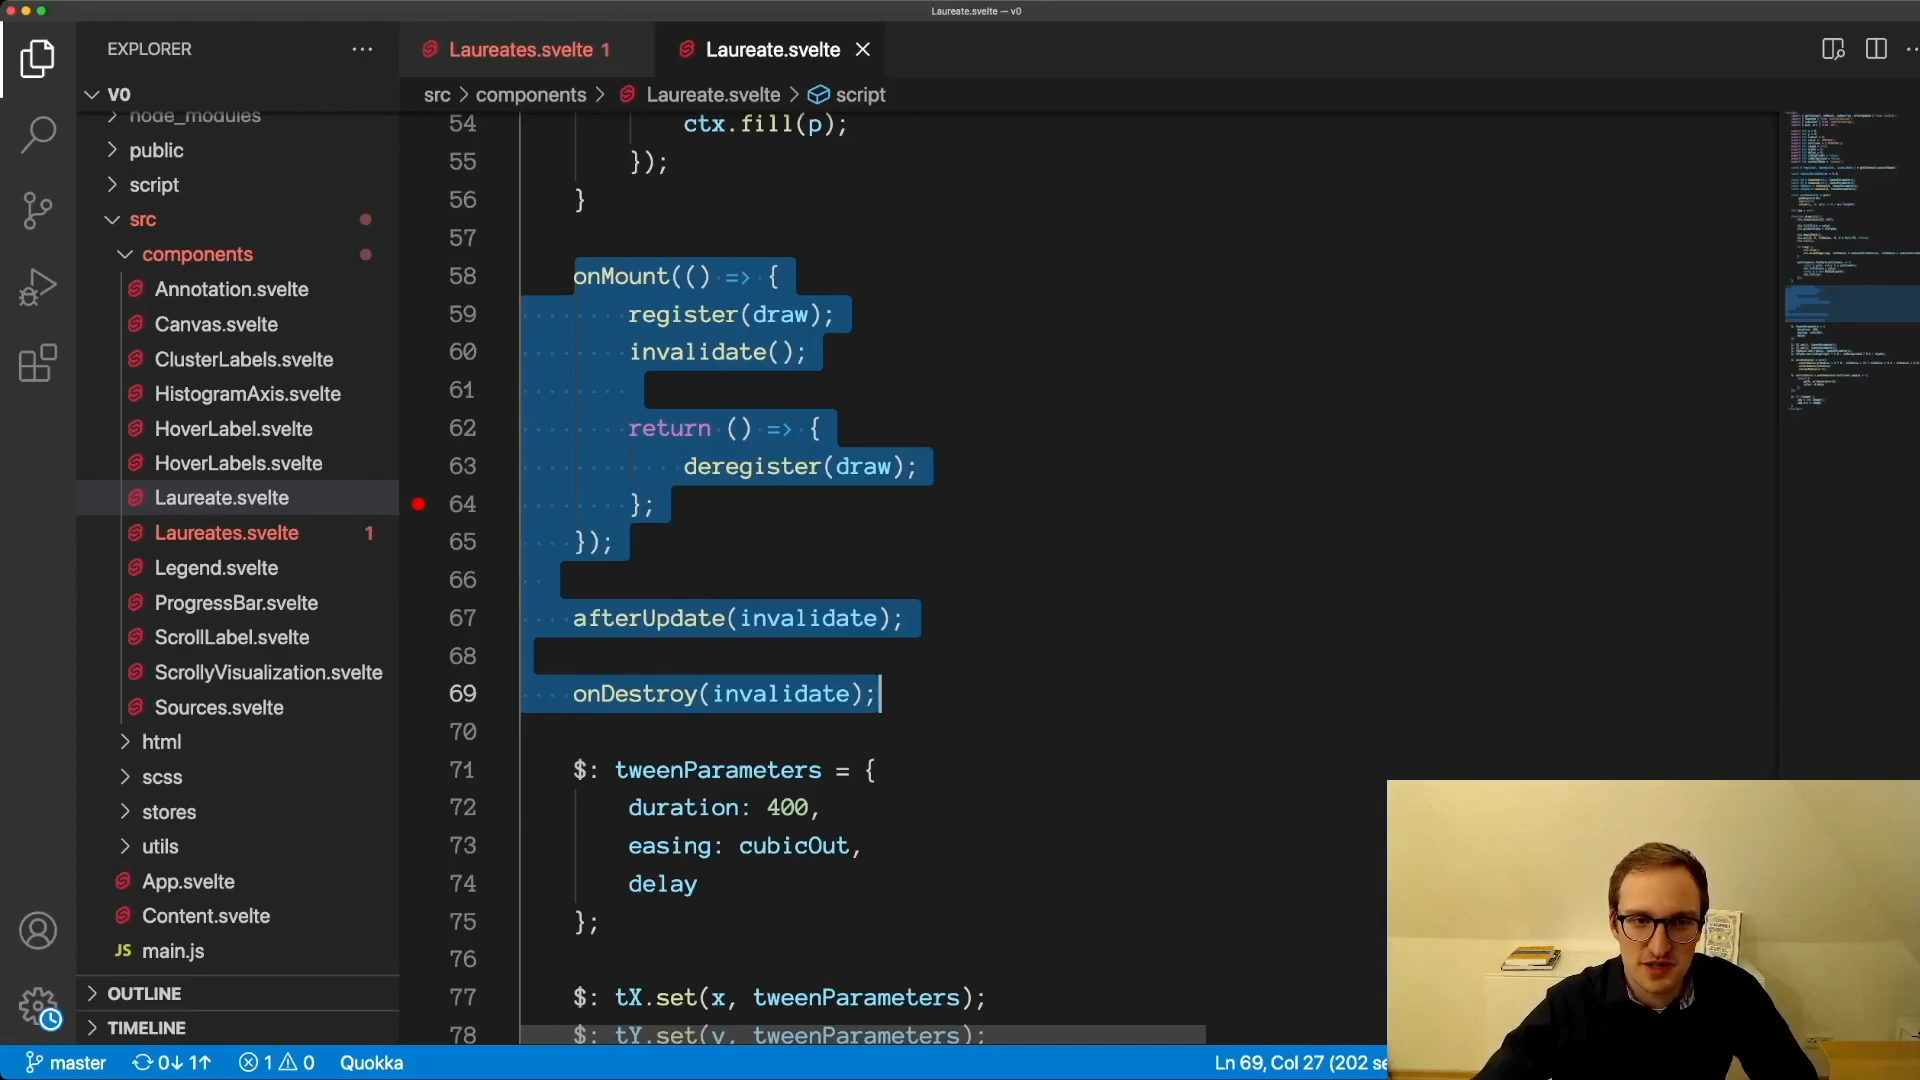 Laureate.svelte — v0
EXPLORER
Laureates.svelte 1
Laureate.svelte
V0
src > components > Laureate.svelte > script
node_modules
public
script
src
components
Annotation.svelte
Canvas.svelte
ClusterLabels.svelte
HistogramAxis.svelte
HoverLabel.svelte
HoverLabels.svelte
Laureate.svelte
Laureates.svelte 1
Legend.svelte
ProgressBar.svelte
ScrollLabel.svelte
ScrollyVisualization.svelte
Sources.svelte
html
scss
stores
utils
App.svelte
Content.svelte
JS main.js
OUTLINE
TIMELINE
54 ctx.fill(p);
55 });
56 }
57
58 onMount(() => {
59 register(draw);
60 invalidate();
61
62 return () => {
63 deregister(draw);
64 };
65 });
66
67 afterUpdate(invalidate);
68
69 onDestroy(invalidate);
70
71 $: tweenParameters = {
72 duration: 400,
73 easing: cubicOut,
74 delay
75 };
76
77 $: tX.set(x, tweenParameters);
78 $: tY.set(y, tweenParameters);
master 0↓ 1↑ 1 0 Quokka
Ln 69, Col 27 (202 se